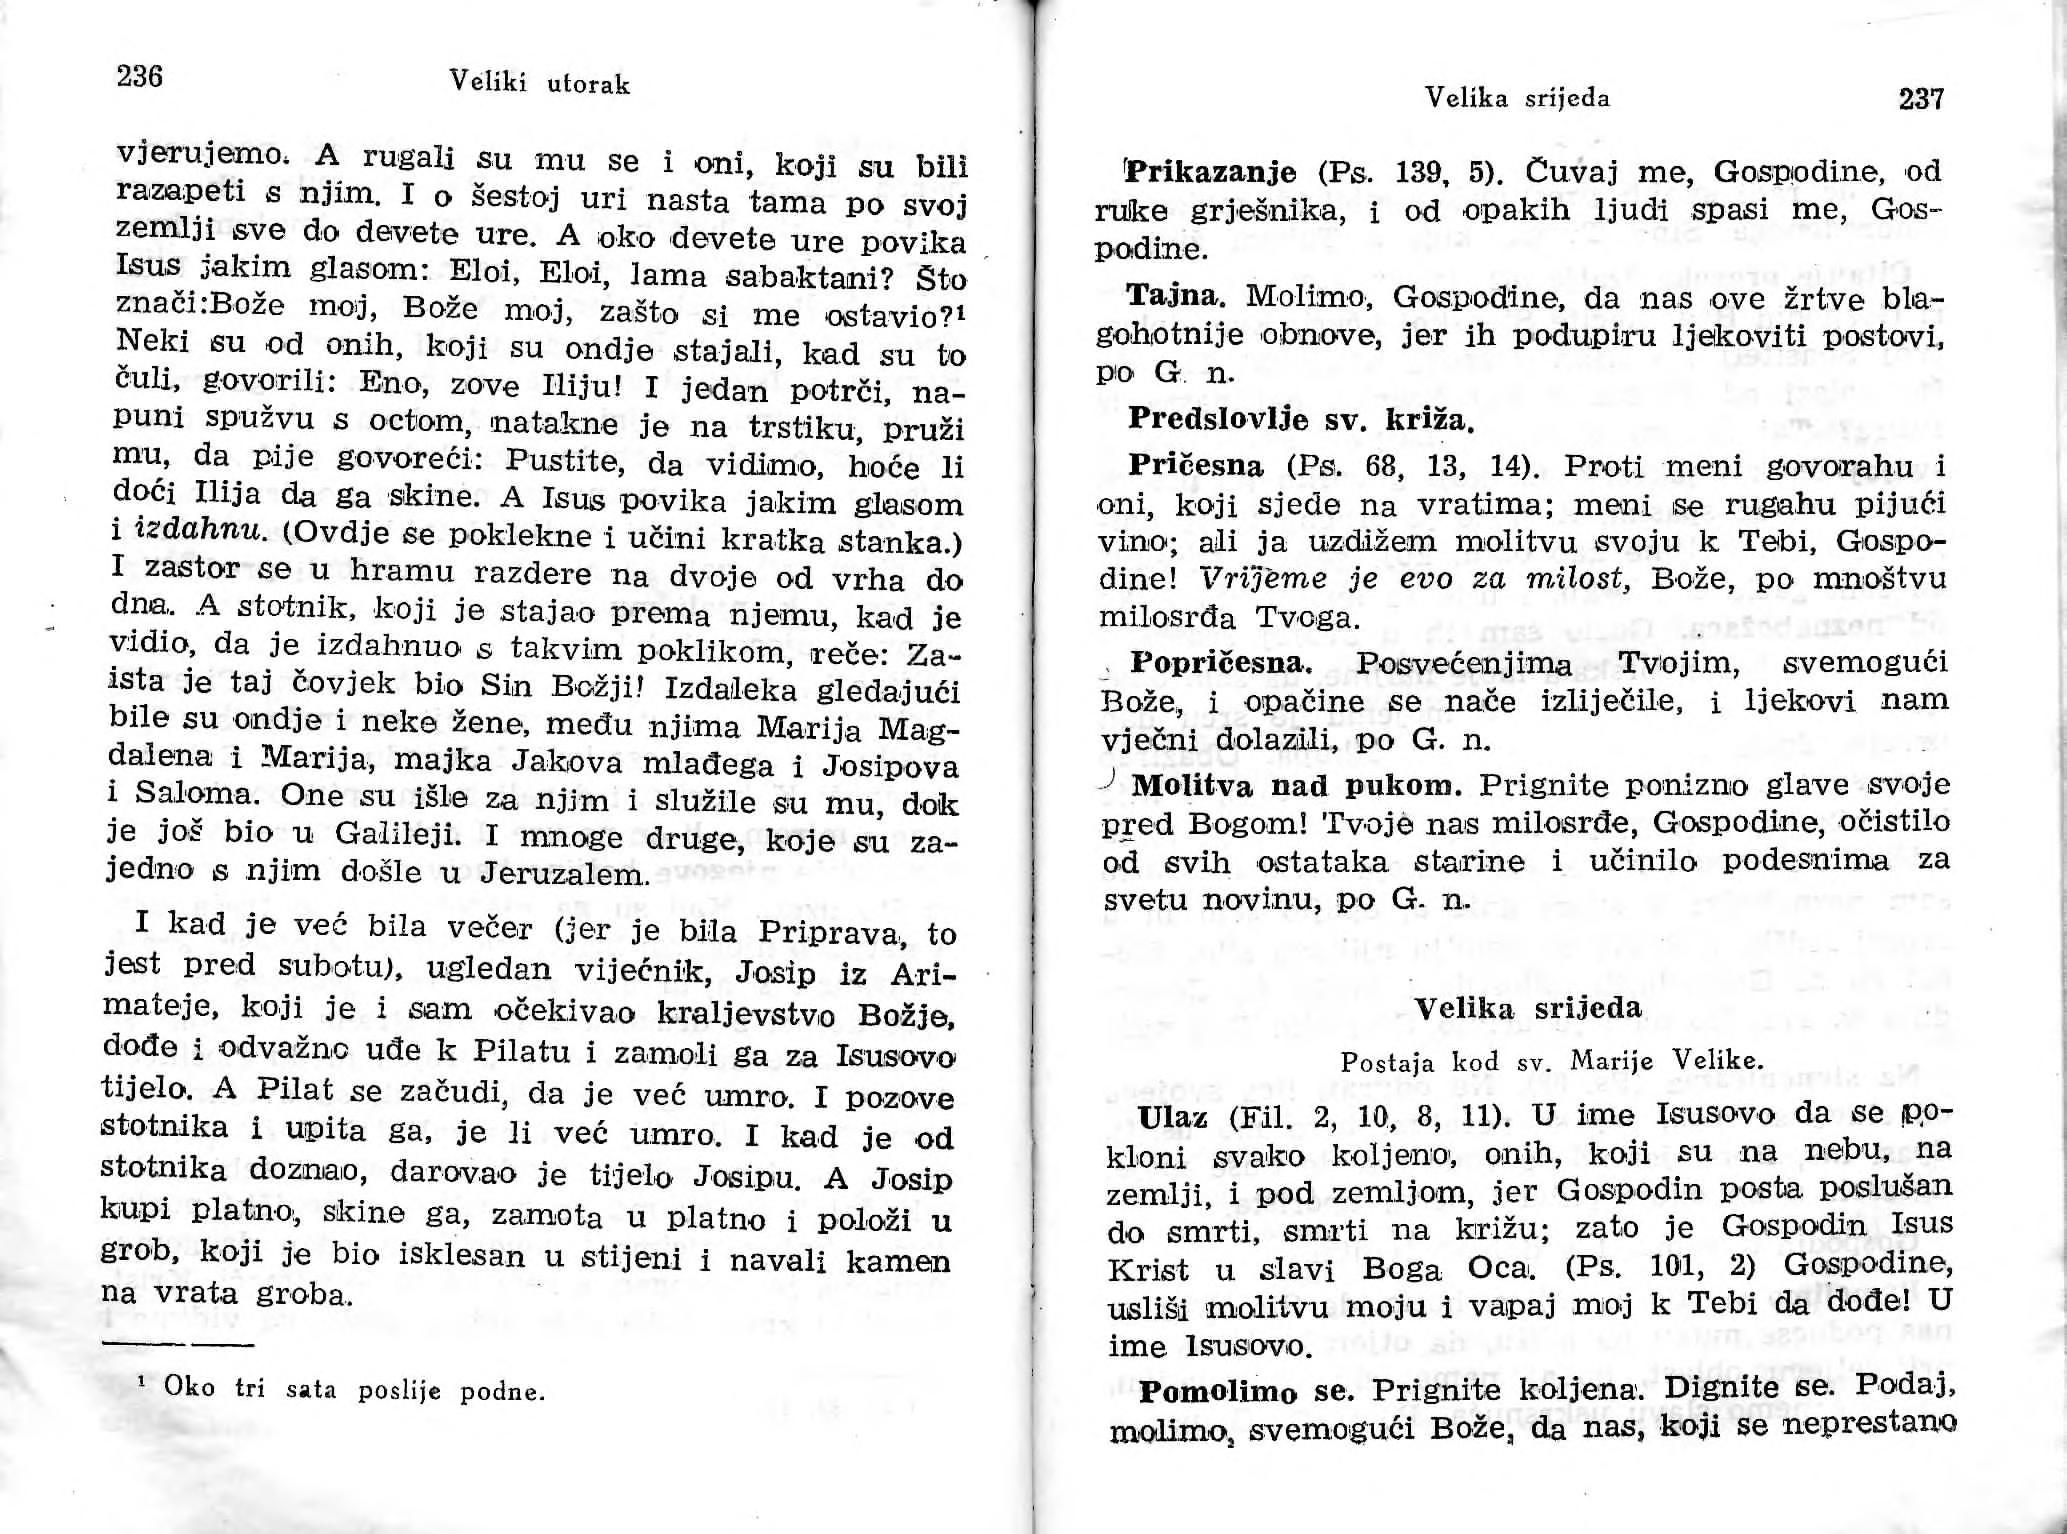 236
Veliki utorak
vjerujemo. A rugali su mu se i oni, koji su bili
razapeti s njim. I o šestoj uri nasta tama po svoj
zemlji sve do devete ure. A oko devete ure povika
Isus jakim glasom: Eloi, Eloi, lama sabaktani? Što
znači:Bože moj, Bože moj, zašto si me ostavio?¹
Neki su od onih, koji su ondje stajali, kad su to
čuli, govorili: Eno, zove Iliju! I jedan potrči, na-
puni spužvu s octom, natakne je na trstiku, pruži
mu, da pije govoreći: Pustite, da vidimo, hoće li
doći Ilija da ga skine. A Isus povika jakim glasom
i izdahnu. (Ovdje se poklekne i učini kratka stanka.)
I zastor se u hramu razdere na dvoje od vrha do
dna. A stotnik, koji je stajao prema njemu, kad je
vidio, da je izdahnuo s takvim poklikom, reče: Za-
ista je taj čovjek bio Sin Božji! Izdaleka gledajući
bile su ondje i neke žene, među njima Marija Mag-
dalena i Marija, majka Jakova mlađega i Josipova
i Saloma. One su išle za njim i služile su mu, dok
je još bio u Galileji. I mnoge druge, koje su za-
jedno s njim došle u Jeruzalem.
I kad je već bila večer (jer je bila Priprava, to
jest pred subotu), ugledan vijećnik, Josip iz Ari-
mateje, koji je i sam očekivao kraljevstvo Božje,
dođe i odvažno uđe k Pilatu i zamoli ga za Isusovo
tijelo. A Pilat se začudi, da je već umro. I pozove
stotnika i upita ga, je li već umro. I kad je od
stotnika doznao, darovao je tijelo Josipu. A Josip
kupi platno, skine ga, zamota u platno i položi u
grob, koji je bio isklesan u stijeni i navali kamen
na vrata groba.
¹ Oko tri sata poslije podne.
Velika srijeda
237
Prikazanje (Ps. 139, 5). Čuvaj me, Gospodine, od
ruke grješnika, i od opakih ljudi spasi me, Gos-
podine.
Tajna. Molimo, Gospodine, da nas ove žrtve bla-
gohotnije obnove, jer ih podupiru ljekoviti postovi,
po G. n.
Predslovlje sv. križa.
Pričesna (Ps. 68, 13, 14). Proti meni govorahu i
oni, koji sjede na vratima; meni se rugahu pijući
vino; ali ja uzdižem molitvu svoju k Tebi, Gospo-
dine! Vrijeme je evo za milost, Bože, po mnoštvu
milosrđa Tvoga.
Popričesna. Posvećenjima Tvojim, svemogući
Bože, i opačine se naće izliječile, i ljekovi nam
vječni dolazili, po G. n.
Molitva nad pukom. Prignite ponizno glave svoje
pred Bogom! Tvoje nas milosrđe, Gospodine, očistilo
od svih ostataka starine i učinilo podesnima za
svetu novinu, po G. n.
Velika srijeda
Postaja kod sv. Marije Velike.
Ulaz (Fil. 2, 10, 8, 11). U ime Isusovo da se po-
kloni svako koljeno, onih, koji su na nebu, na
zemlji, i pod zemljom, jer Gospodin posta poslušan
do smrti, smrti na križu; zato je Gospodin Isus
Krist u slavi Boga Oca. (Ps. 101, 2) Gospodine,
usliši molitvu moju i vapaj moj k Tebi da dođe! U
ime Isusovo.
Pomolimo se. Prignite koljena. Dignite se. Podaj,
molimo, svemogući Bože, da nas, koji se neprestano